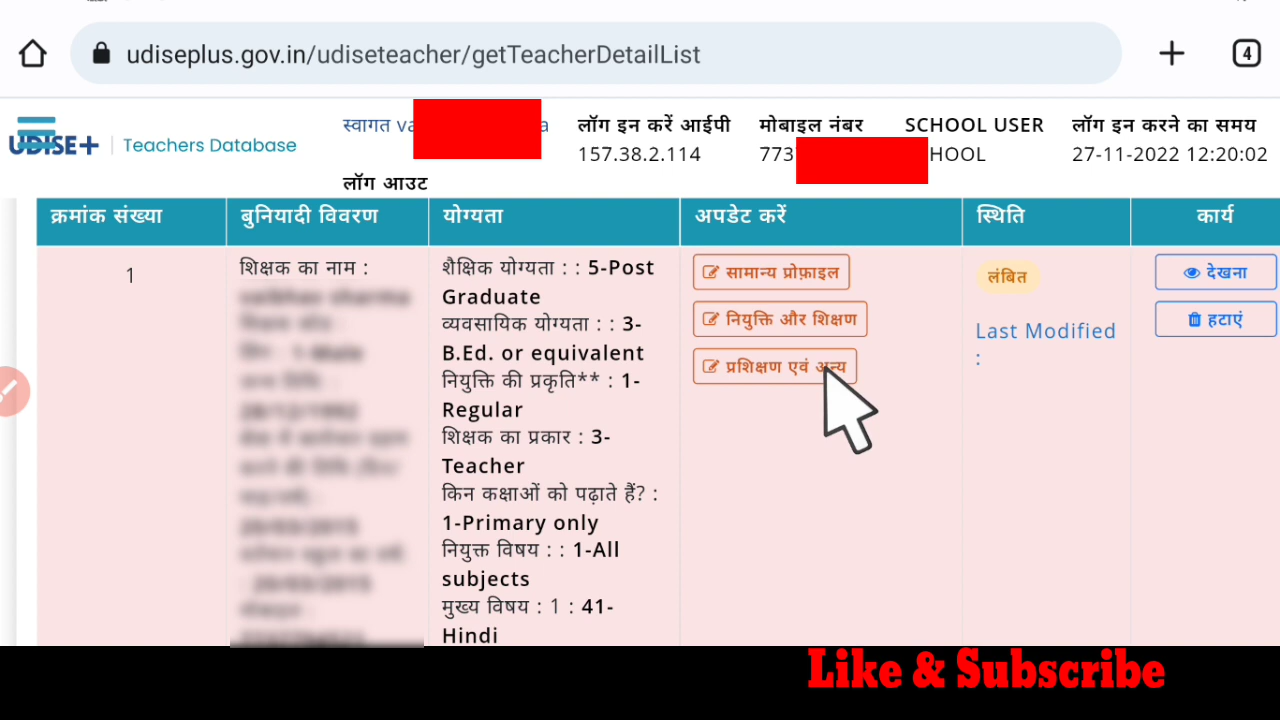 udiseplus.gov.in/udiseteacher/getTeacherDetailList
4
UDISE+ | Teachers Database
स्वागत va a
लॉग इन करें आईपी
157.38.2.114
मोबाइल नंबर
773
SCHOOL USER
HOOL
लॉग इन करने का समय
27-11-2022 12:20:02
लॉग आउट
क्रमांक संख्या
बुनियादी विवरण
योग्यता
अपडेट करें
स्थिति
कार्य
1
शिक्षक का नाम :
शैक्षिक योग्यता : : 5-Post
Graduate
व्यवसायिक योग्यता : : 3-
B.Ed. or equivalent
नियुक्ति की प्रकृति** : 1-
Regular
शिक्षक का प्रकार : 3-
Teacher
किन कक्षाओं को पढ़ाते हैं? :
1-Primary only
नियुक्त विषय : : 1-All
subjects
मुख्य विषय : 1 : 41-
Hindi
सामान्य प्रोफ़ाइल
नियुक्ति और शिक्षण
प्रशिक्षण एवं अन्य
लंबित
Last Modified
:
देखना
हटाएं
Like & Subscribe